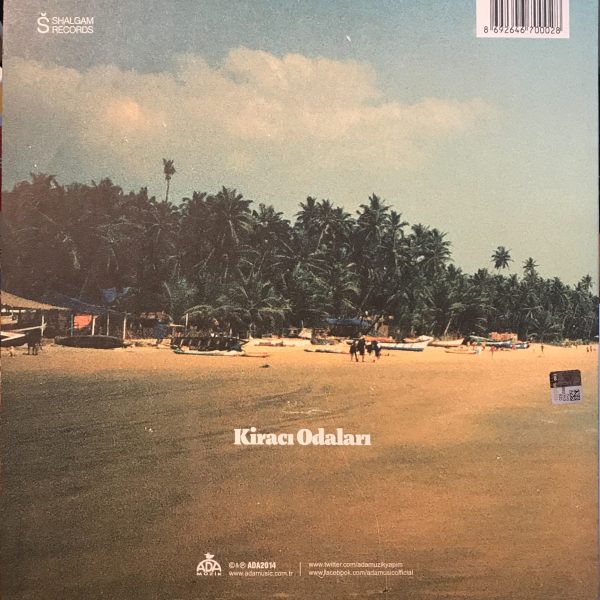 Š SHALGAM
RECORDS
8 692646 700028
Kiracı Odaları
ADA
MUZIK
©&℗ ADA2014
www.adamusic.com.tr
www.twitter.com/adamuzikyapim
www.facebook.com/adamusicofficial